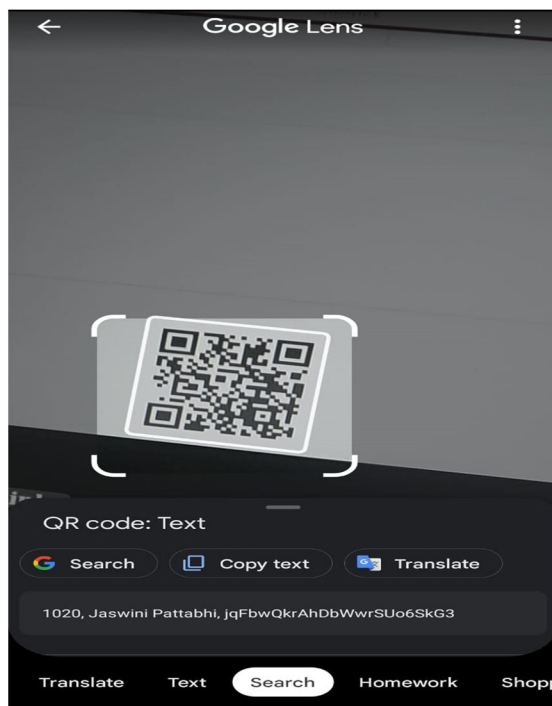 Google Lens
QR code: Text
Search
Copy text
Translate
1020, Jaswini Pattabhi, jqFbwQkrAhDbWwrSUo6SkG3
Translate Text Search Homework Shopp